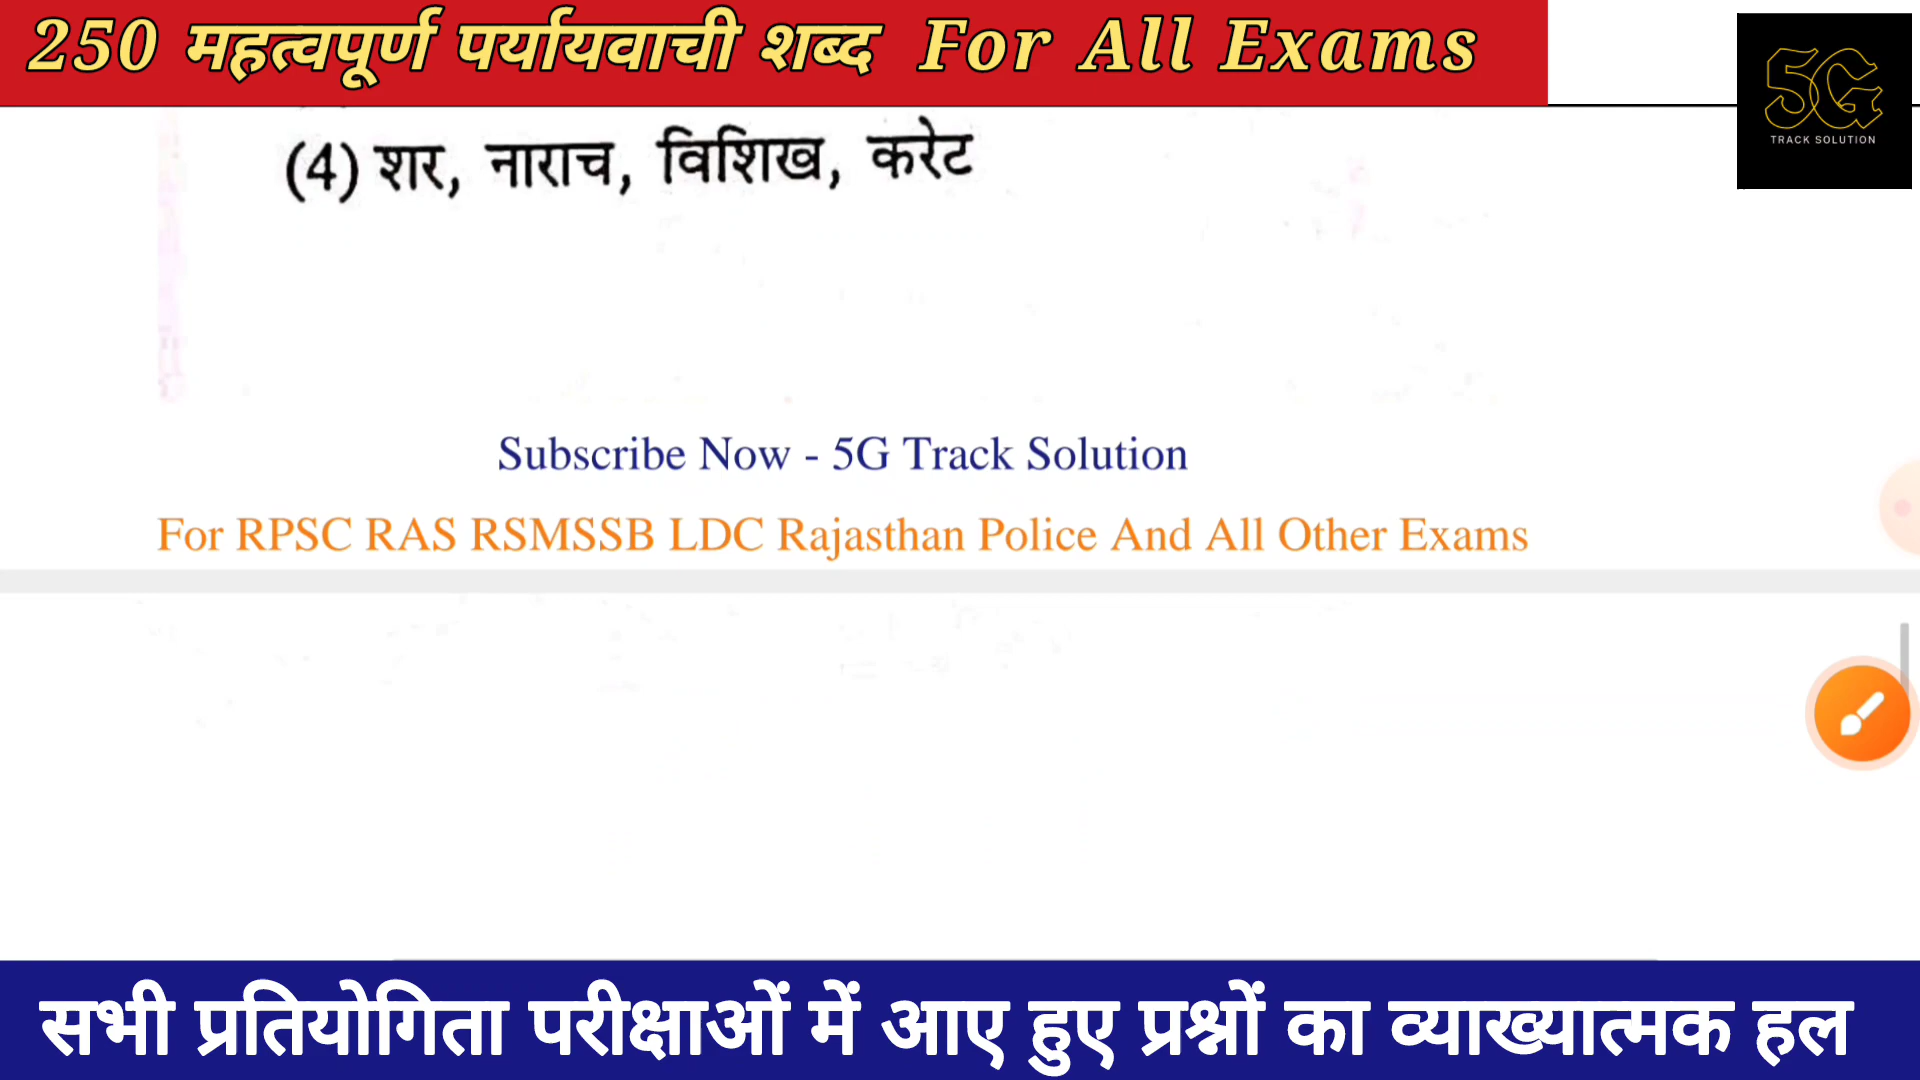 250 महत्वपूर्ण पर्यायवाची शब्द For All Exams
5G
TRACK SOLUTION
(4) शर, नाराच, विशिख, करेट
Subscribe Now - 5G Track Solution
For RPSC RAS RSMSSB LDC Rajasthan Police And All Other Exams
सभी प्रतियोगिता परीक्षाओं में आए हुए प्रश्नों का व्याख्यात्मक हल